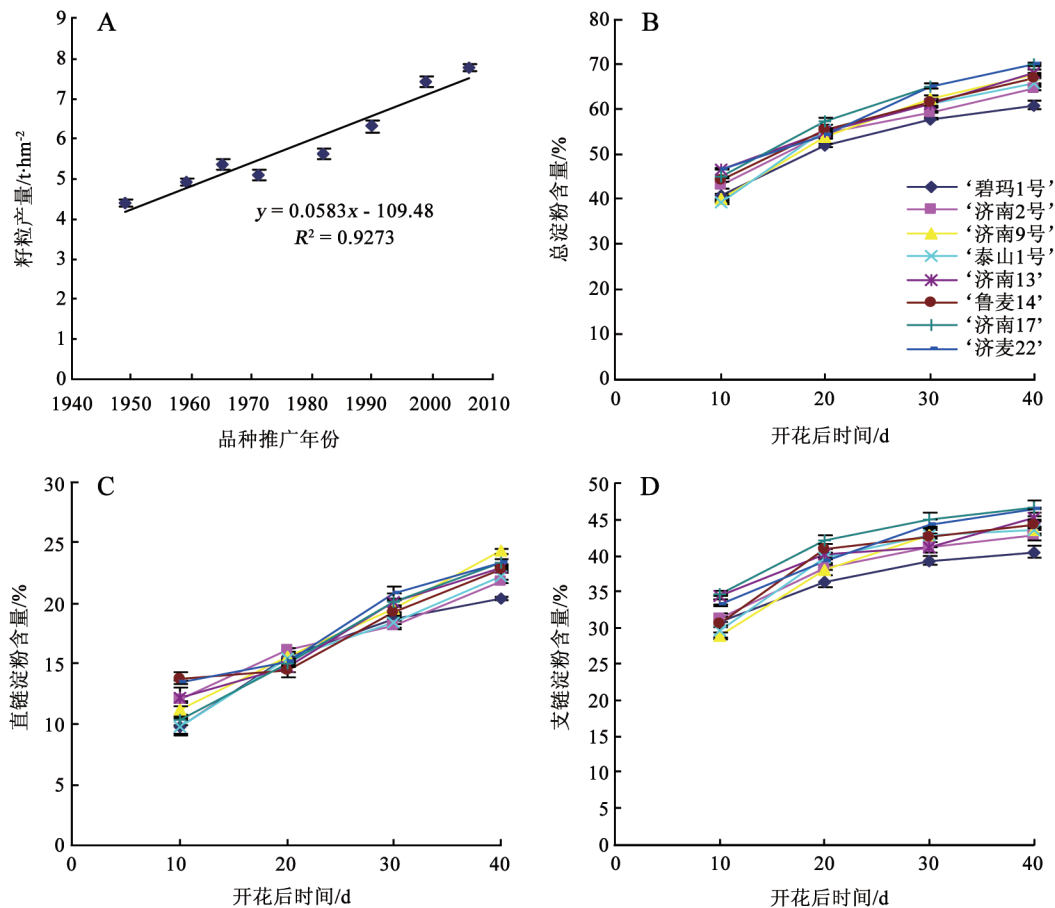 A
籽粒产量/t·hm⁻²
9
8
7
6
5
4
3
2
1
0
y = 0.0583x - 109.48
R² = 0.9273
1940 1950 1960 1970 1980 1990 2000 2010
品种推广年份
B
总淀粉含量/%
80
70
60
50
40
30
20
10
0
‘碧玛1号’
‘济南2号’
‘济南9号’
‘泰山1号’
‘济南13’
‘鲁麦14’
‘济南17’
‘济麦22’
0 10 20 30 40
开花后时间/d
C
直链淀粉含量/%
30
25
20
15
10
5
0
0 10 20 30 40
开花后时间/d
D
支链淀粉含量/%
50
45
40
35
30
25
20
15
10
5
0
0 10 20 30 40
开花后时间/d